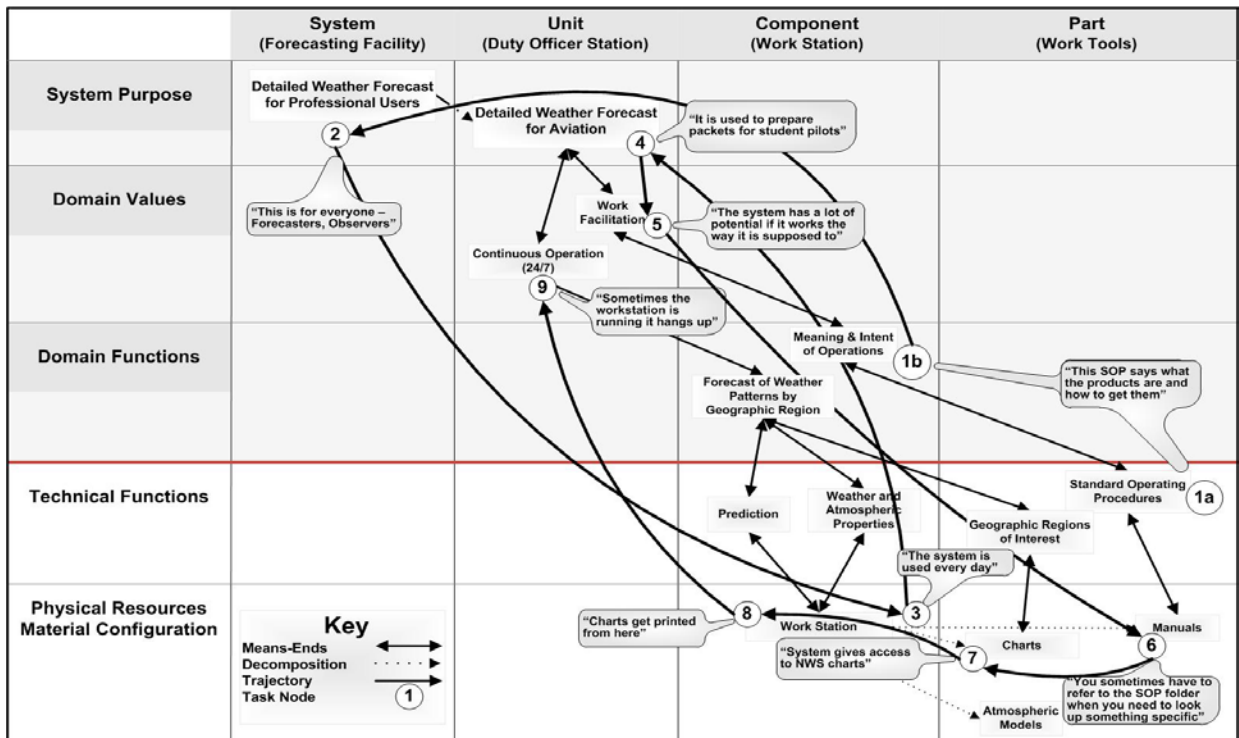 System
(Forecasting Facility)
Unit
(Duty Officer Station)
Component
(Work Station)
Part
(Work Tools)
System Purpose
Detailed Weather Forecast
for Professional Users
2
Detailed Weather Forecast
for Aviation
4
“It is used to prepare
packets for student pilots”
Domain Values
“This is for everyone –
Forecasters, Observers”
Work
Facilitation
5
“The system has a lot of
potential if it works the
way it is supposed to”
Continuous Operation
(24/7)
9
“Sometimes the
workstation is
running it hangs up”
Domain Functions
Meaning & Intent
of Operations
1b
“This SOP says what
the products are and
how to get them”
Forecast of Weather
Patterns by
Geographic Region
Technical Functions
Prediction
Weather and
Atmospheric
Properties
Standard Operating
Procedures
1a
Geographic Regions
of Interest
“The system is
used every day”
Physical Resources
Material Configuration
Key
Means-Ends
Decomposition
Trajectory
Task Node
1
“Charts get printed
from here”
8
Work Station
3
“System gives access
to NWS charts”
7
Charts
Manuals
6
“You sometimes have to
refer to the SOP folder
when you need to look
up something specific”
Atmospheric
Models